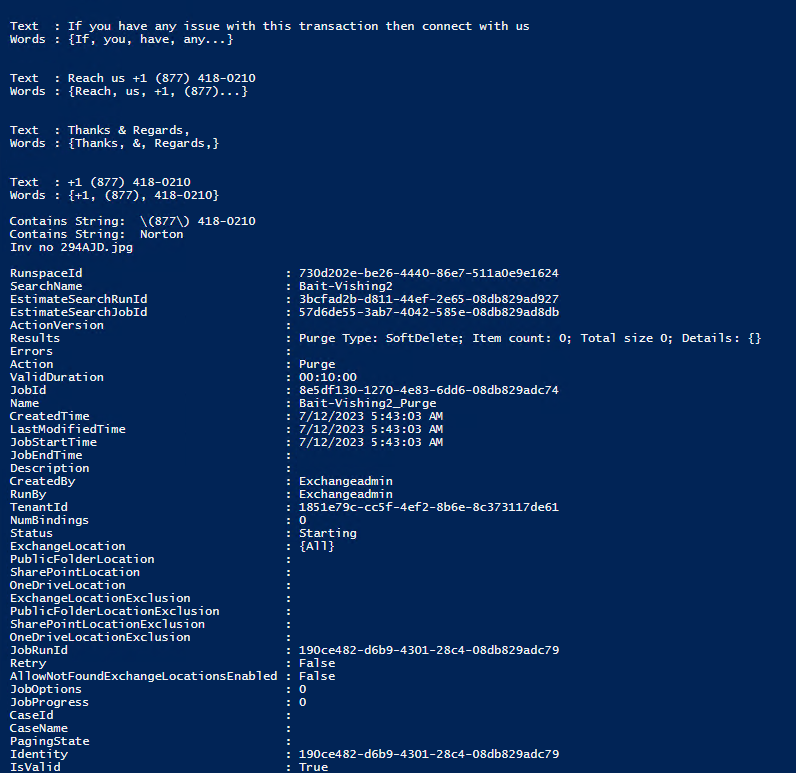 Text  : If you have any issue with this transaction then connect with us
Words : {If, you, have, any...}
Text  : Reach us +1 (877) 418-0210
Words : {Reach, us, +1, (877)...}
Text  : Thanks & Regards,
Words : {Thanks, &, Regards,}
Text  : +1 (877) 418-0210
Words : {+1, (877), 418-0210}
Contains String:  \(877\) 418-0210
Contains String:  Norton
Inv no 294AJD.jpg
RunspaceId : 730d202e-be26-4440-86e7-511a0e9e1624
SearchName : Bait-Vishing2
EstimateSearchRunId : 3bcfad2b-d811-44ef-2e65-08db829ad927
EstimateSearchJobId : 57d6de55-3ab7-4042-585e-08db829ad8db
ActionVersion :
Results : Purge Type: SoftDelete; Item count: 0; Total size 0; Details: {}
Errors :
Action : Purge
ValidDuration : 00:10:00
JobId : 8e5df130-1270-4e83-6dd6-08db829adc74
Name : Bait-Vishing2_Purge
CreatedTime : 7/12/2023 5:43:03 AM
LastModifiedTime : 7/12/2023 5:43:03 AM
JobStartTime : 7/12/2023 5:43:03 AM
JobEndTime :
Description :
CreatedBy : Exchangeadmin
RunBy : Exchangeadmin
TenantId : 1851e79c-cc5f-4ef2-8b6e-8c373117de61
NumBindings : 0
Status : Starting
ExchangeLocation : {All}
PublicFolderLocation :
SharePointLocation :
OneDriveLocation :
ExchangeLocationExclusion :
PublicFolderLocationExclusion :
SharePointLocationExclusion :
OneDriveLocationExclusion :
JobRunId : 190ce482-d6b9-4301-28c4-08db829adc79
Retry : False
AllowNotFoundExchangeLocationsEnabled : False
JobOptions : 0
JobProgress : 0
CaseId :
CaseName :
PagingState :
Identity : 190ce482-d6b9-4301-28c4-08db829adc79
IsValid : True